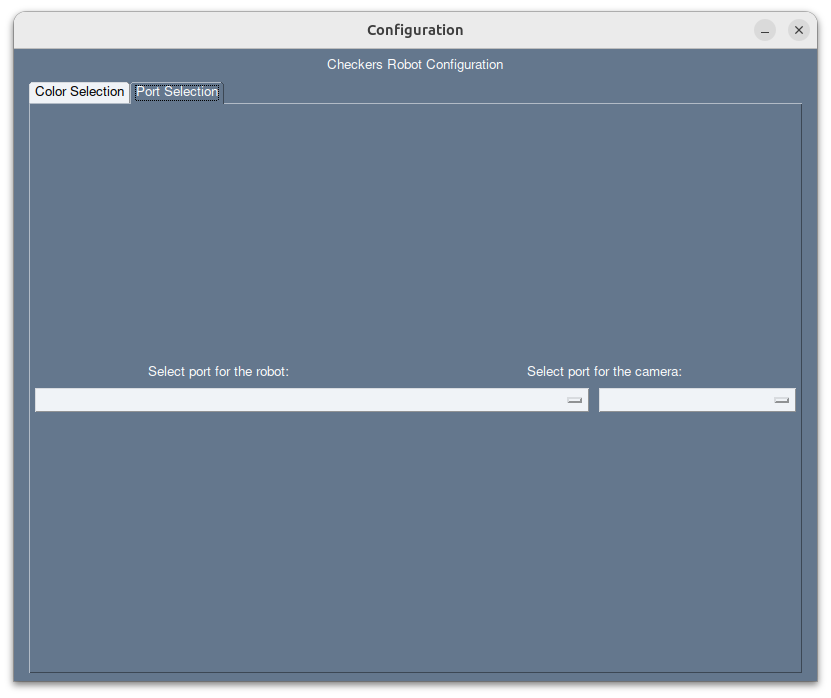 Configuration
Checkers Robot Configuration
Color Selection Port Selection
Select port for the robot: Select port for the camera: